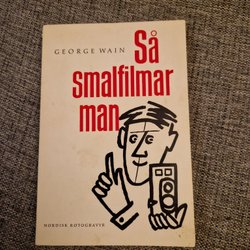 GEORGE WAIN
Så
smalfilmar
man
NORDISK ROTOGRAVYR